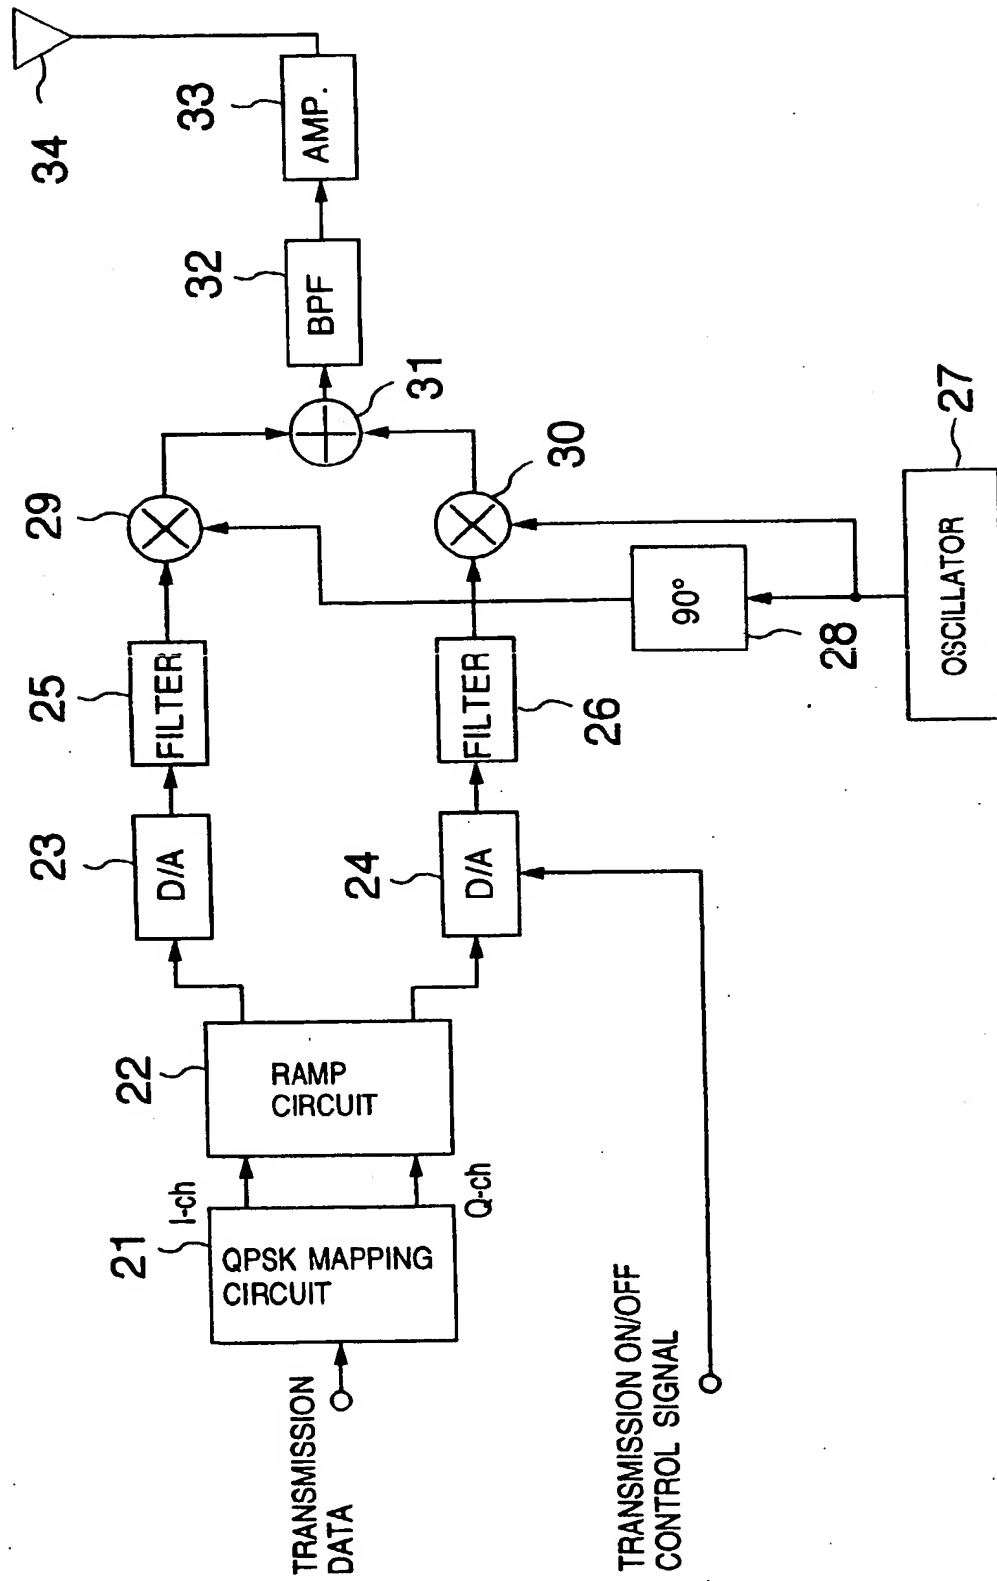 TRANSMISSION
DATA
21
QPSK MAPPING
CIRCUIT
I-ch
Q-ch
22
RAMP
CIRCUIT
23
D/A
25
FILTER
29
24
D/A
26
FILTER
30
31
32
BPF
33
AMP.
34
90°
28
OSCILLATOR
27
TRANSMISSION ON/OFF
CONTROL SIGNAL